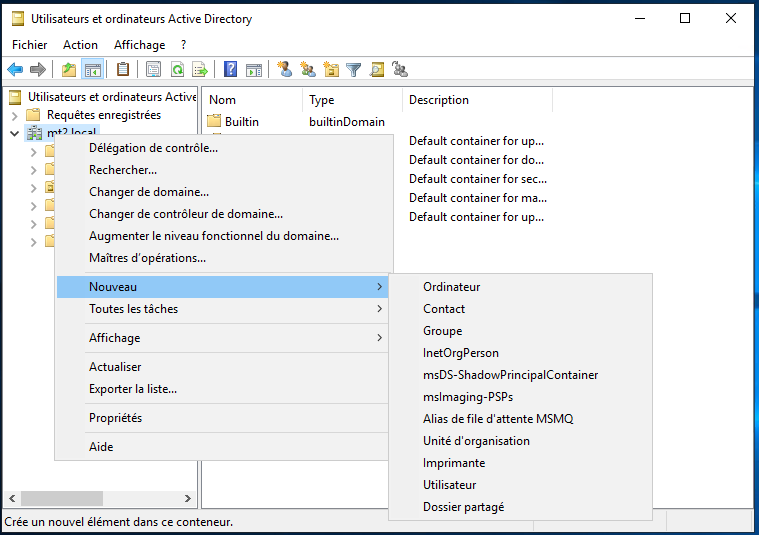 Utilisateurs et ordinateurs Active Directory
Fichier Action Affichage ?
Utilisateurs et ordinateurs Active
Requêtes enregistrées
mt2.local
Nom Type Description
Builtin builtinDomain
Default container for up...
Default container for do...
Default container for sec...
Default container for ma...
Default container for up...
Délégation de contrôle...
Rechercher...
Changer de domaine...
Changer de contrôleur de domaine...
Augmenter le niveau fonctionnel du domaine...
Maîtres d'opérations...
Nouveau
Toutes les tâches
Affichage
Actualiser
Exporter la liste...
Propriétés
Aide
Ordinateur
Contact
Groupe
InetOrgPerson
msDS-ShadowPrincipalContainer
msImaging-PSPs
Alias de file d'attente MSMQ
Unité d'organisation
Imprimante
Utilisateur
Dossier partagé
Crée un nouvel élément dans ce conteneur.